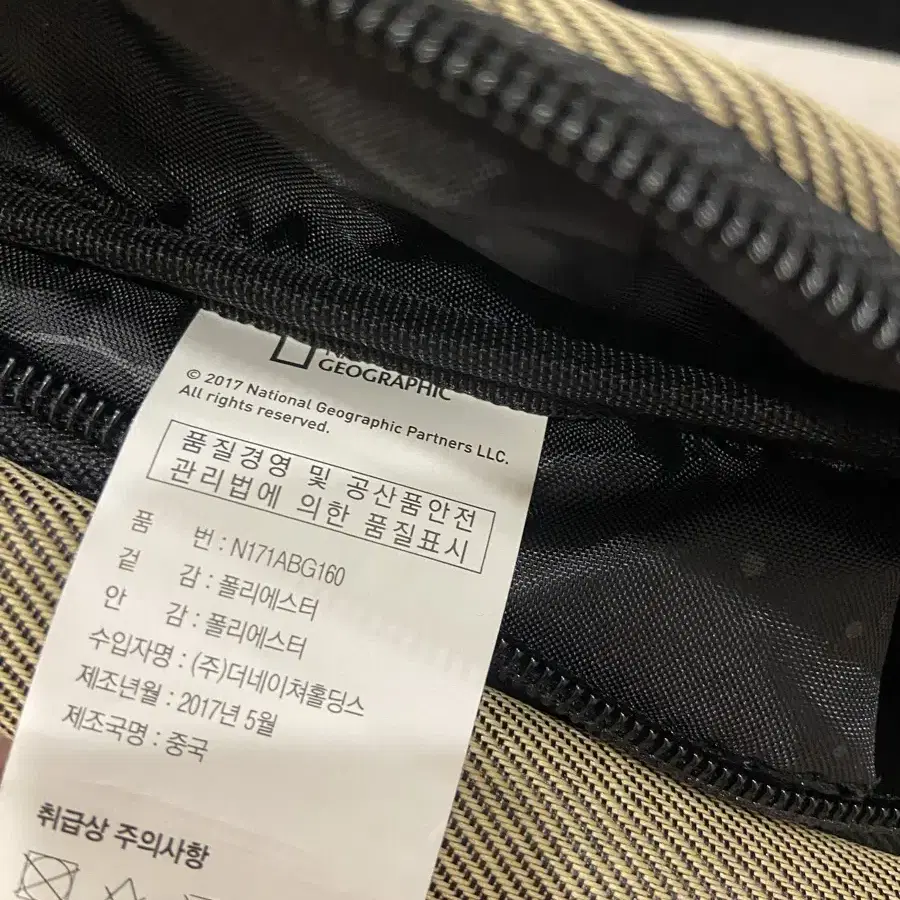 GEOGRAPHIC
© 2017 National Geographic Partners LLC.
All rights reserved.
품질경영 및 공산품안전
관리법에 의한 품질표시
품 번 : N171ABG160
겉 감 : 폴리에스터
안 감 : 폴리에스터
수입자명 : (주)더네이쳐홀딩스
제조년월 : 2017년 5월
제조국명 : 중국
취급상 주의사항